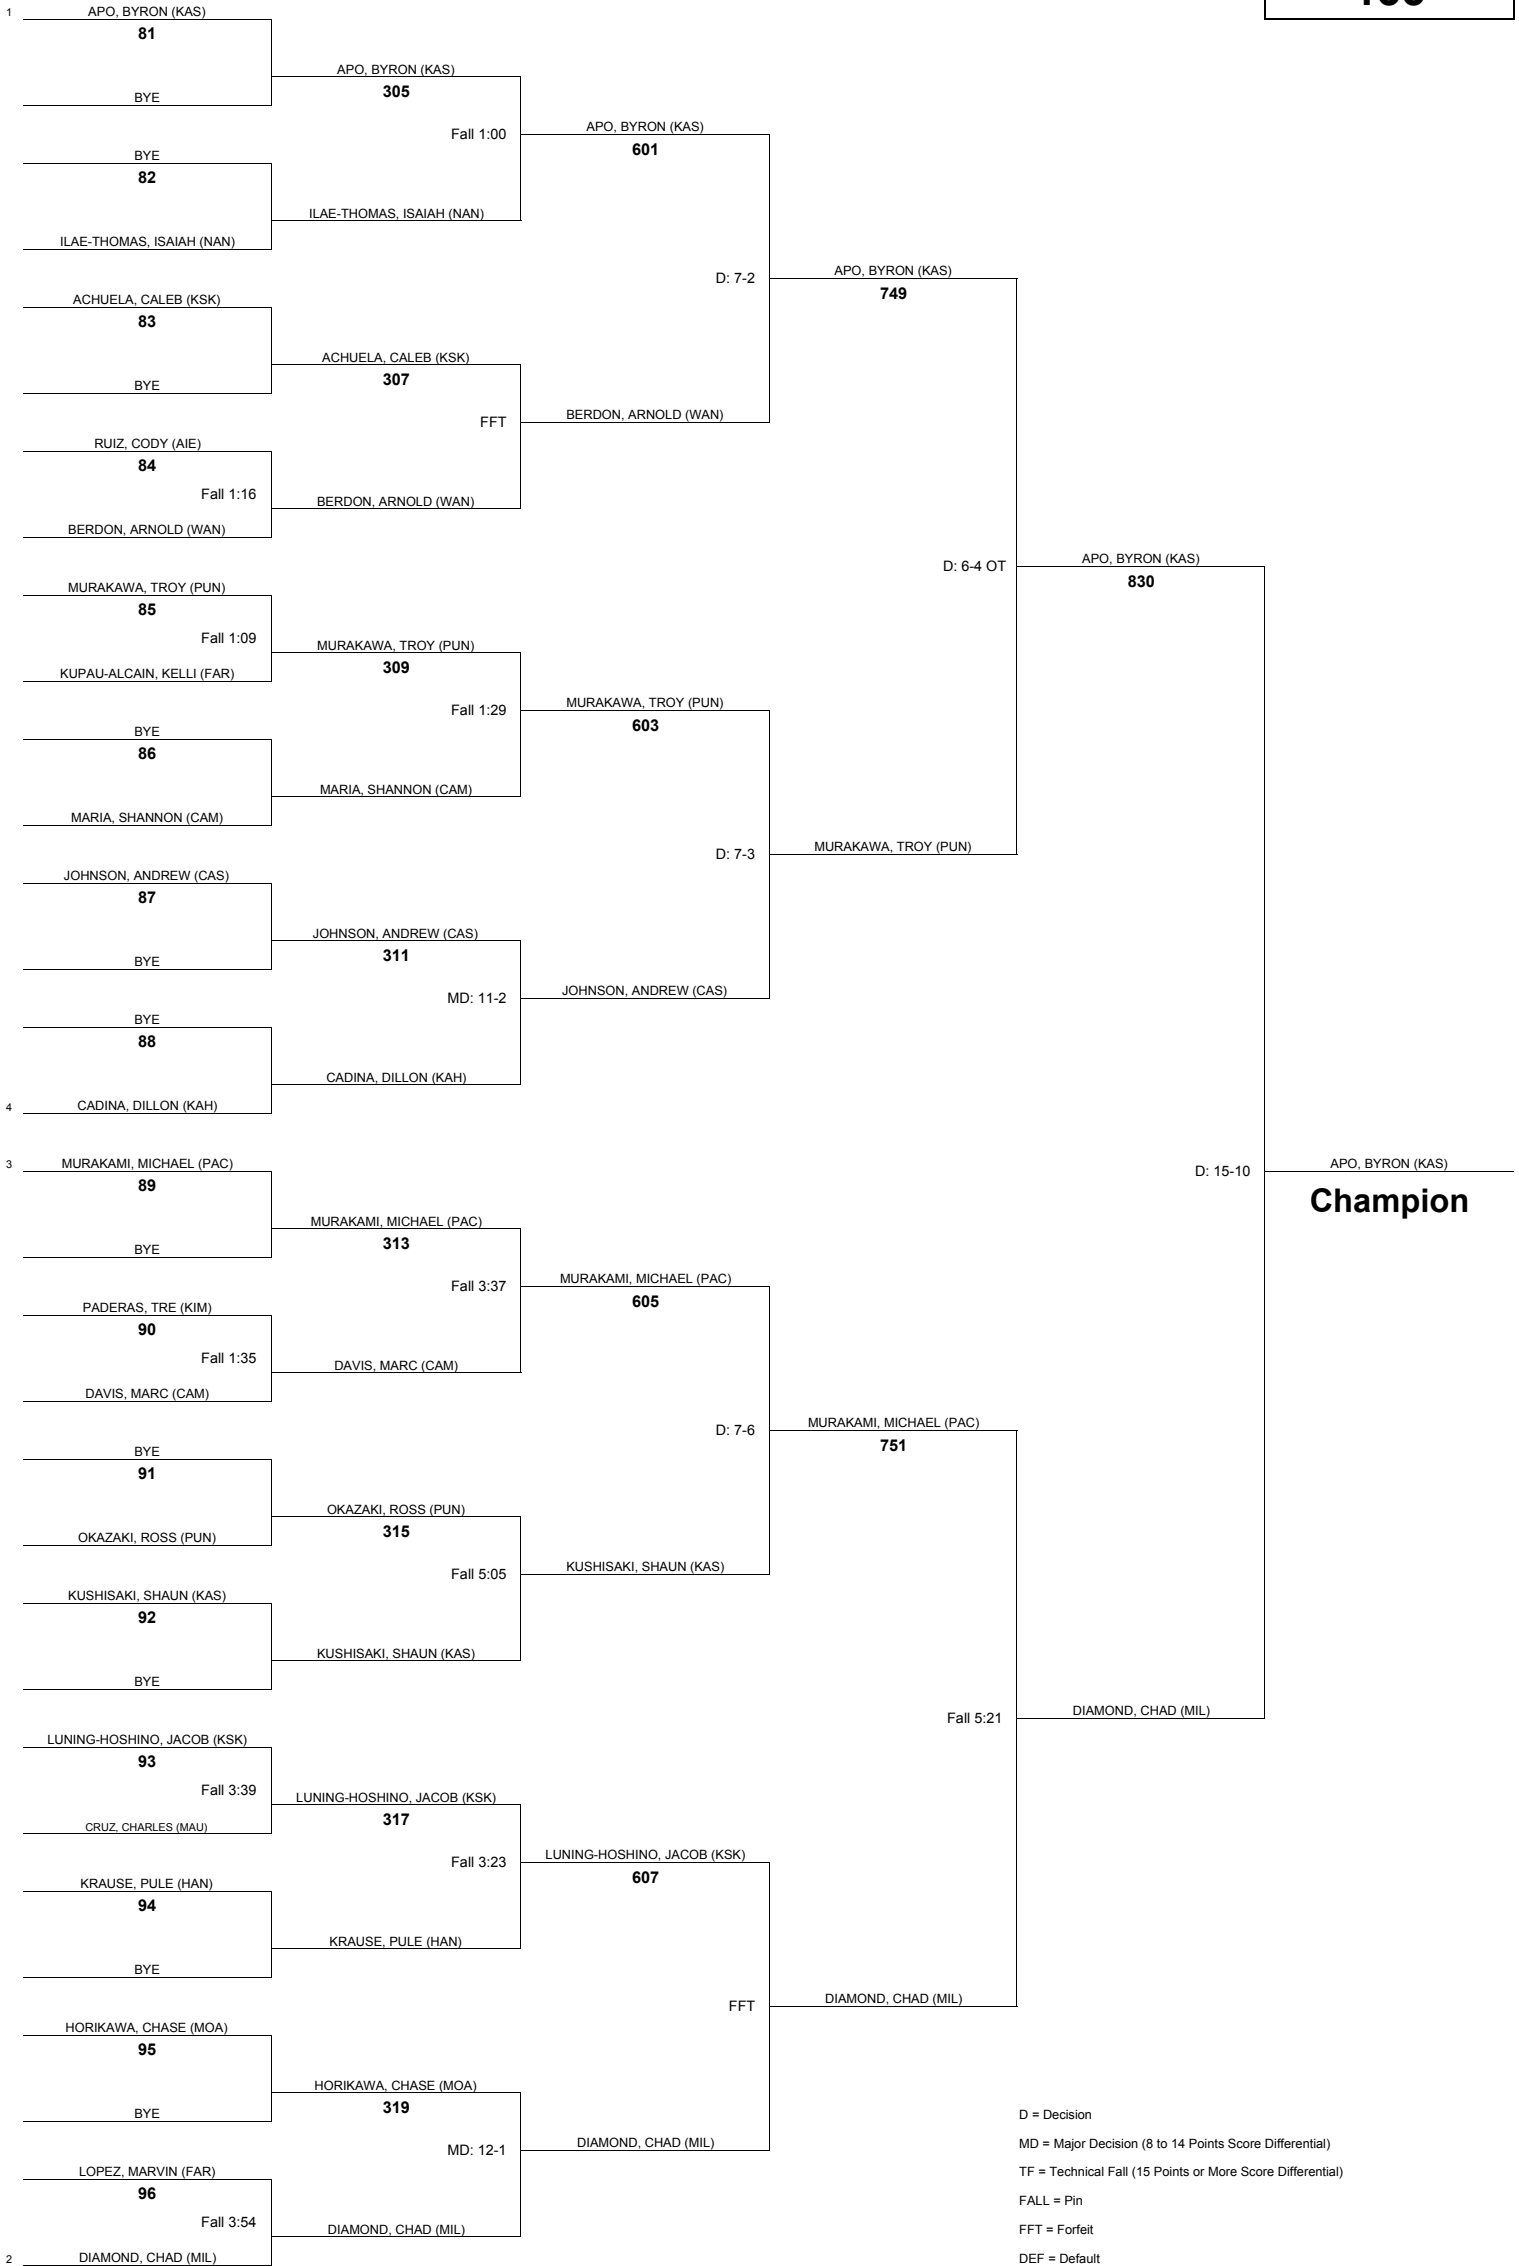 1 APO, BYRON (KAS)
81
BYE
APO, BYRON (KAS)
305
Fall 1:00
APO, BYRON (KAS)
601
BYE
82
ILAE-THOMAS, ISAIAH (NAN)
ILAE-THOMAS, ISAIAH (NAN)
D: 7-2
APO, BYRON (KAS)
749
ACHUELA, CALEB (KSK)
83
BYE
ACHUELA, CALEB (KSK)
307
FFT
BERDON, ARNOLD (WAN)
RUIZ, CODY (AIE)
84
Fall 1:16
BERDON, ARNOLD (WAN)
BERDON, ARNOLD (WAN)
D: 6-4 OT
APO, BYRON (KAS)
830
MURAKAWA, TROY (PUN)
85
Fall 1:09
KUPAU-ALCAIN, KELLI (FAR)
MURAKAWA, TROY (PUN)
309
Fall 1:29
MURAKAWA, TROY (PUN)
603
BYE
86
MARIA, SHANNON (CAM)
MARIA, SHANNON (CAM)
D: 7-3
MURAKAWA, TROY (PUN)
JOHNSON, ANDREW (CAS)
87
BYE
JOHNSON, ANDREW (CAS)
311
MD: 11-2
JOHNSON, ANDREW (CAS)
BYE
88
CADINA, DILLON (KAH)
4 CADINA, DILLON (KAH)
D: 15-10
APO, BYRON (KAS)
Champion
3 MURAKAMI, MICHAEL (PAC)
89
BYE
MURAKAMI, MICHAEL (PAC)
313
Fall 3:37
MURAKAMI, MICHAEL (PAC)
605
PADERAS, TRE (KIM)
90
Fall 1:35
DAVIS, MARC (CAM)
DAVIS, MARC (CAM)
D: 7-6
MURAKAMI, MICHAEL (PAC)
751
BYE
91
OKAZAKI, ROSS (PUN)
OKAZAKI, ROSS (PUN)
315
Fall 5:05
KUSHISAKI, SHAUN (KAS)
KUSHISAKI, SHAUN (KAS)
92
BYE
KUSHISAKI, SHAUN (KAS)
Fall 5:21
DIAMOND, CHAD (MIL)
LUNING-HOSHINO, JACOB (KSK)
93
Fall 3:39
CRUZ, CHARLES (MAU)
LUNING-HOSHINO, JACOB (KSK)
317
Fall 3:23
LUNING-HOSHINO, JACOB (KSK)
607
KRAUSE, PULE (HAN)
94
BYE
KRAUSE, PULE (HAN)
FFT
DIAMOND, CHAD (MIL)
HORIKAWA, CHASE (MOA)
95
BYE
HORIKAWA, CHASE (MOA)
319
MD: 12-1
DIAMOND, CHAD (MIL)
LOPEZ, MARVIN (FAR)
96
Fall 3:54
DIAMOND, CHAD (MIL)
2 DIAMOND, CHAD (MIL)
D = Decision
MD = Major Decision (8 to 14 Points Score Differential)
TF = Technical Fall (15 Points or More Score Differential)
FALL = Pin
FFT = Forfeit
DEF = Default